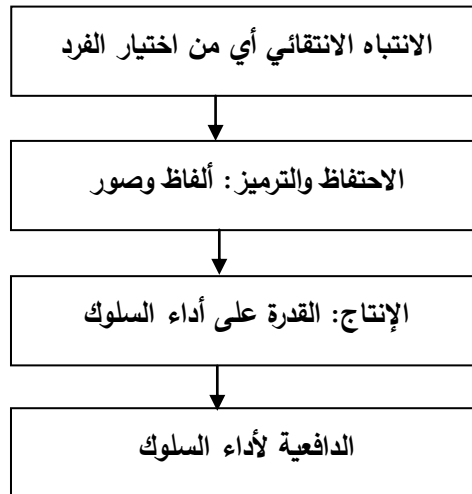 الانتباه الانتقائي أي من اختيار الفرد
الاحتفاظ والترميز: ألفاظ وصور
الإنتاج: القدرة على أداء السلوك
الدافعية لأداء السلوك